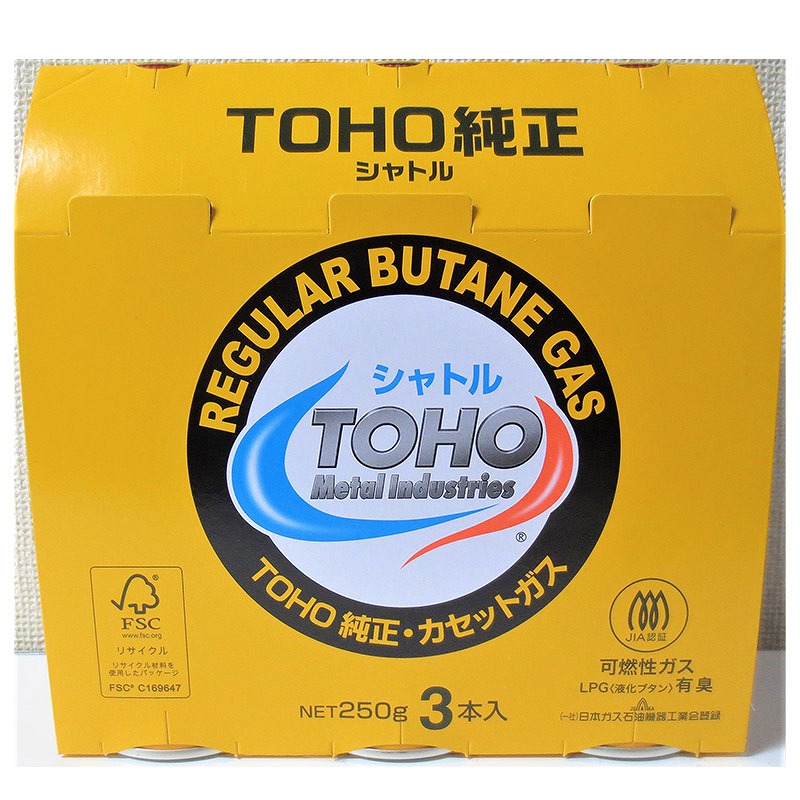 TOHO純正
シャトル
REGULAR BUTANE GAS
シャトル
TOHO
Metal Industries
®
TOHO 純正・カセットガス
FSC
www.fsc.org
リサイクル
リサイクル材料を
使用したパッケージ
FSC® C169647
NET250g 3本入
JIA認証
可燃性ガス
LPG〈液化ブタン〉有臭
(一社)日本ガス石油機器工業会登録